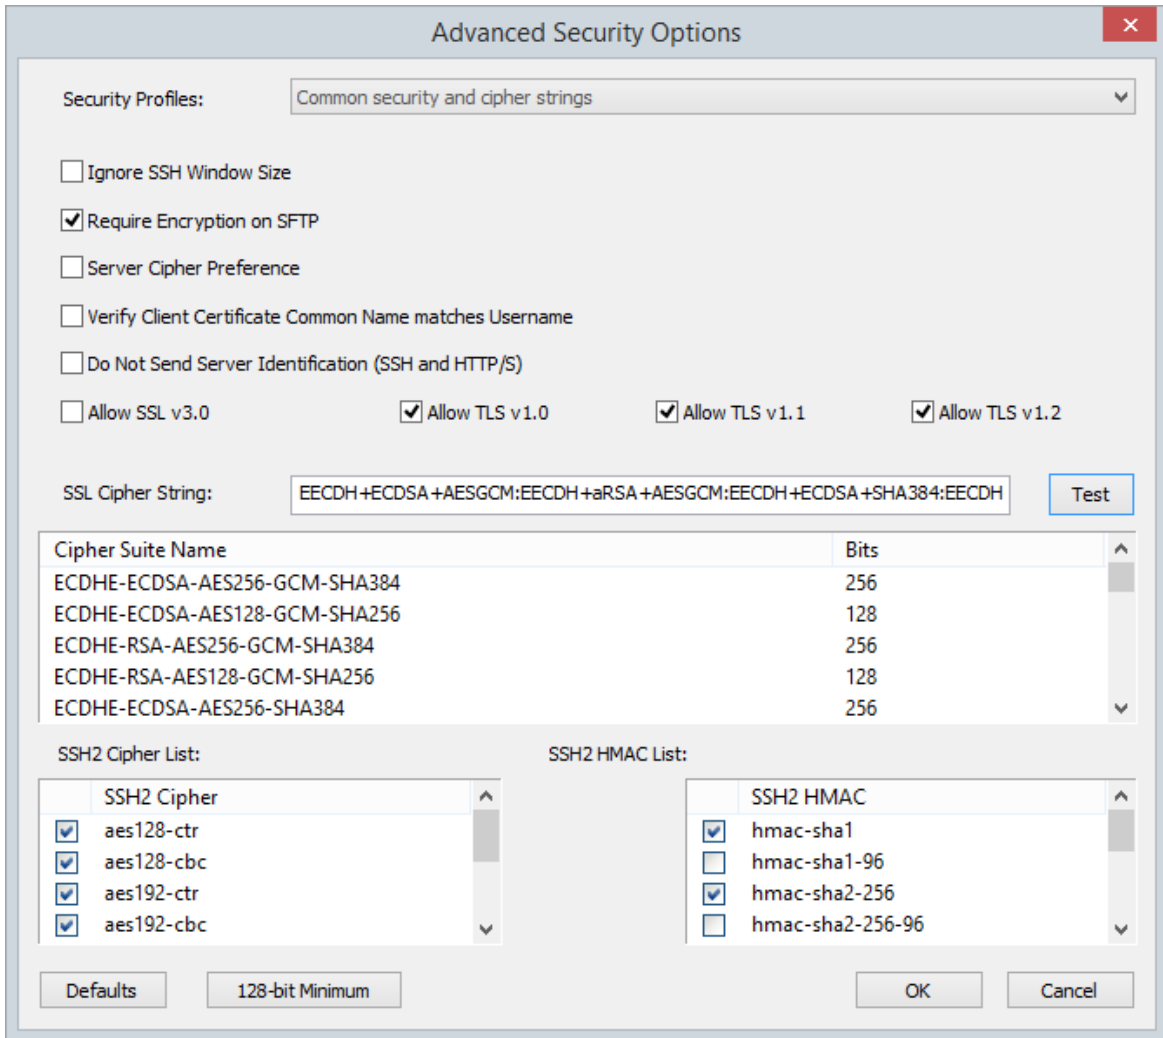 Advanced Security Options
Security Profiles: Common security and cipher strings
Ignore SSH Window Size
Require Encryption on SFTP
Server Cipher Preference
Verify Client Certificate Common Name matches Username
Do Not Send Server Identification (SSH and HTTP/S)
Allow SSL v3.0 Allow TLS v1.0 Allow TLS v1.1 Allow TLS v1.2
SSL Cipher String: EECDH+ECDSA+AESGCM:EECDH+aRSA+AESGCM:EECDH+ECDSA+SHA384:EECDH Test
Cipher Suite Name Bits
ECDHE-ECDSA-AES256-GCM-SHA384 256
ECDHE-ECDSA-AES128-GCM-SHA256 128
ECDHE-RSA-AES256-GCM-SHA384 256
ECDHE-RSA-AES128-GCM-SHA256 128
ECDHE-ECDSA-AES256-SHA384 256
SSH2 Cipher List: SSH2 HMAC List:
SSH2 Cipher SSH2 HMAC
aes128-ctr hmac-sha1
aes128-cbc hmac-sha1-96
aes192-ctr hmac-sha2-256
aes192-cbc hmac-sha2-256-96
Defaults 128-bit Minimum OK Cancel